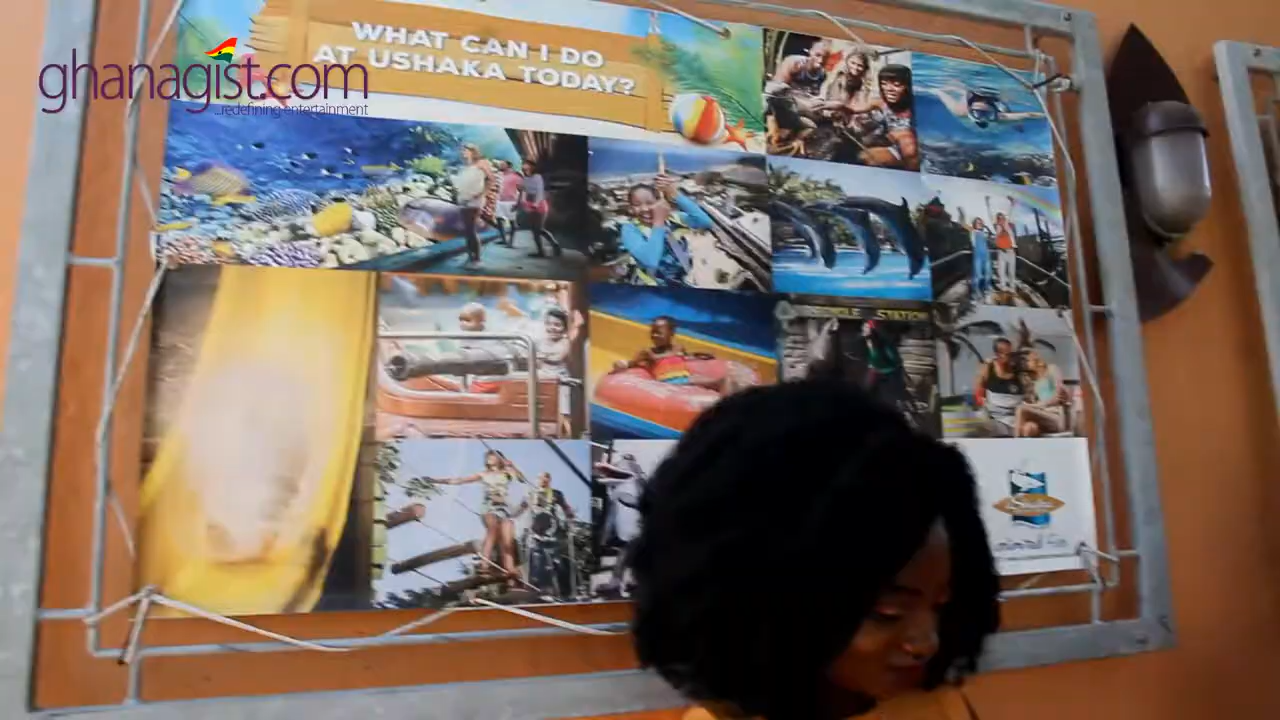 WHAT CAN I DO
AT USHAKA TODAY?
ghanagist.com
...redefining entertainment
STATION